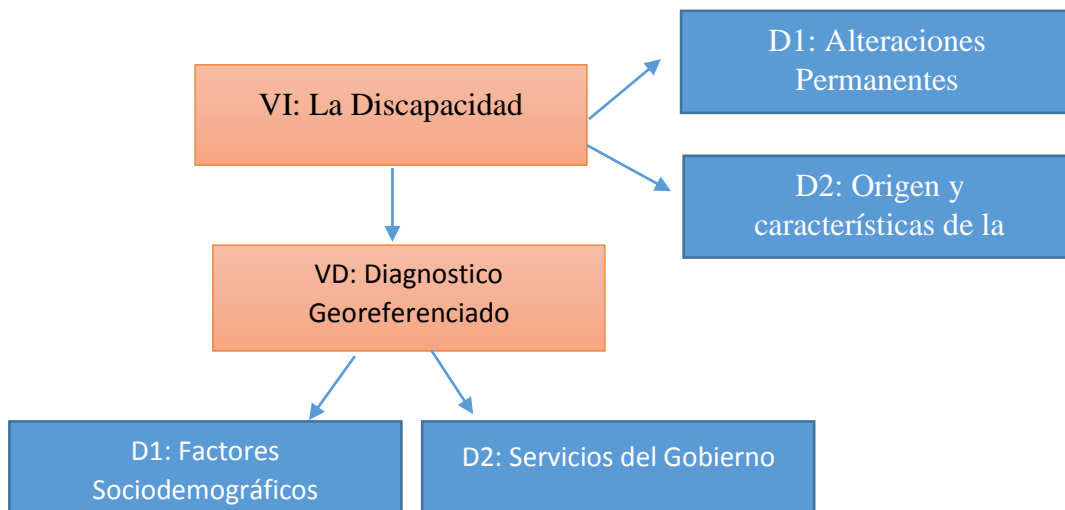 D1: Alteraciones
Permanentes
VI: La Discapacidad
D2: Origen y
características de la
VD: Diagnostico
Georeferenciado
D1: Factores
Sociodemográficos
D2: Servicios del Gobierno